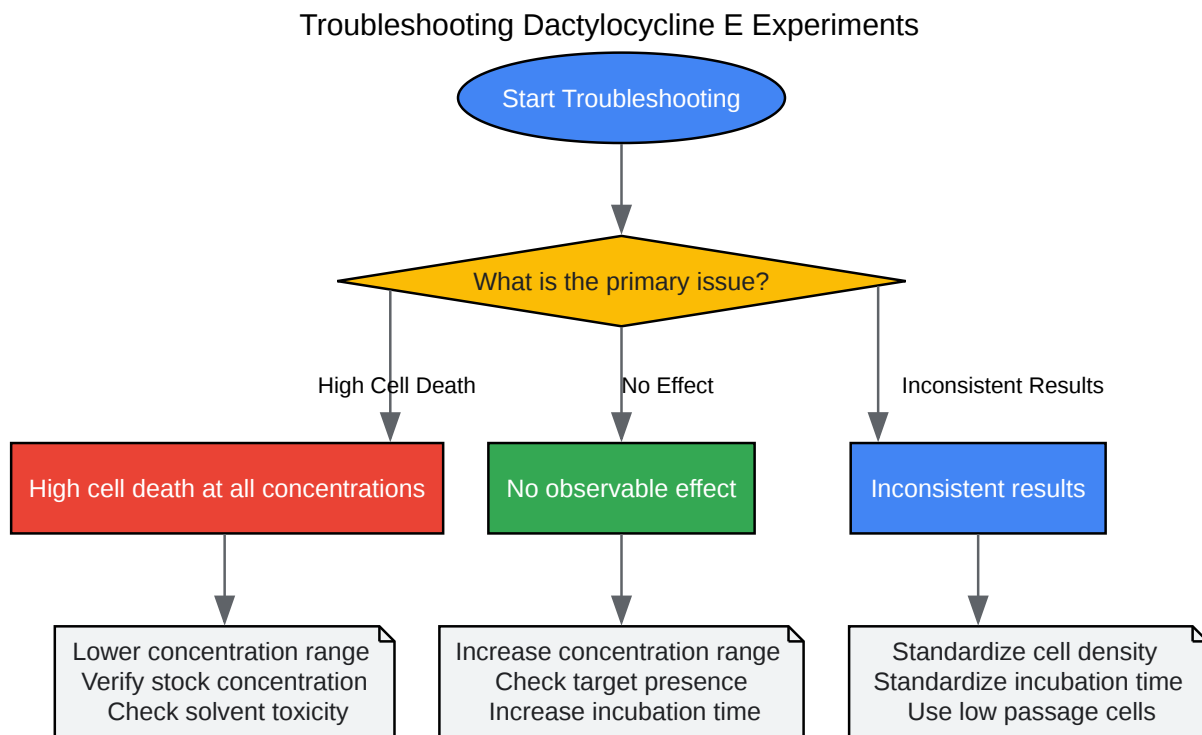 Troubleshooting Dactylocycline E Experiments
Start Troubleshooting
What is the primary issue?
High Cell Death
No Effect
Inconsistent Results
High cell death at all concentrations
No observable effect
Inconsistent results
Lower concentration range
Verify stock concentration
Check solvent toxicity
Increase concentration range
Check target presence
Increase incubation time
Standardize cell density
Standardize incubation time
Use low passage cells